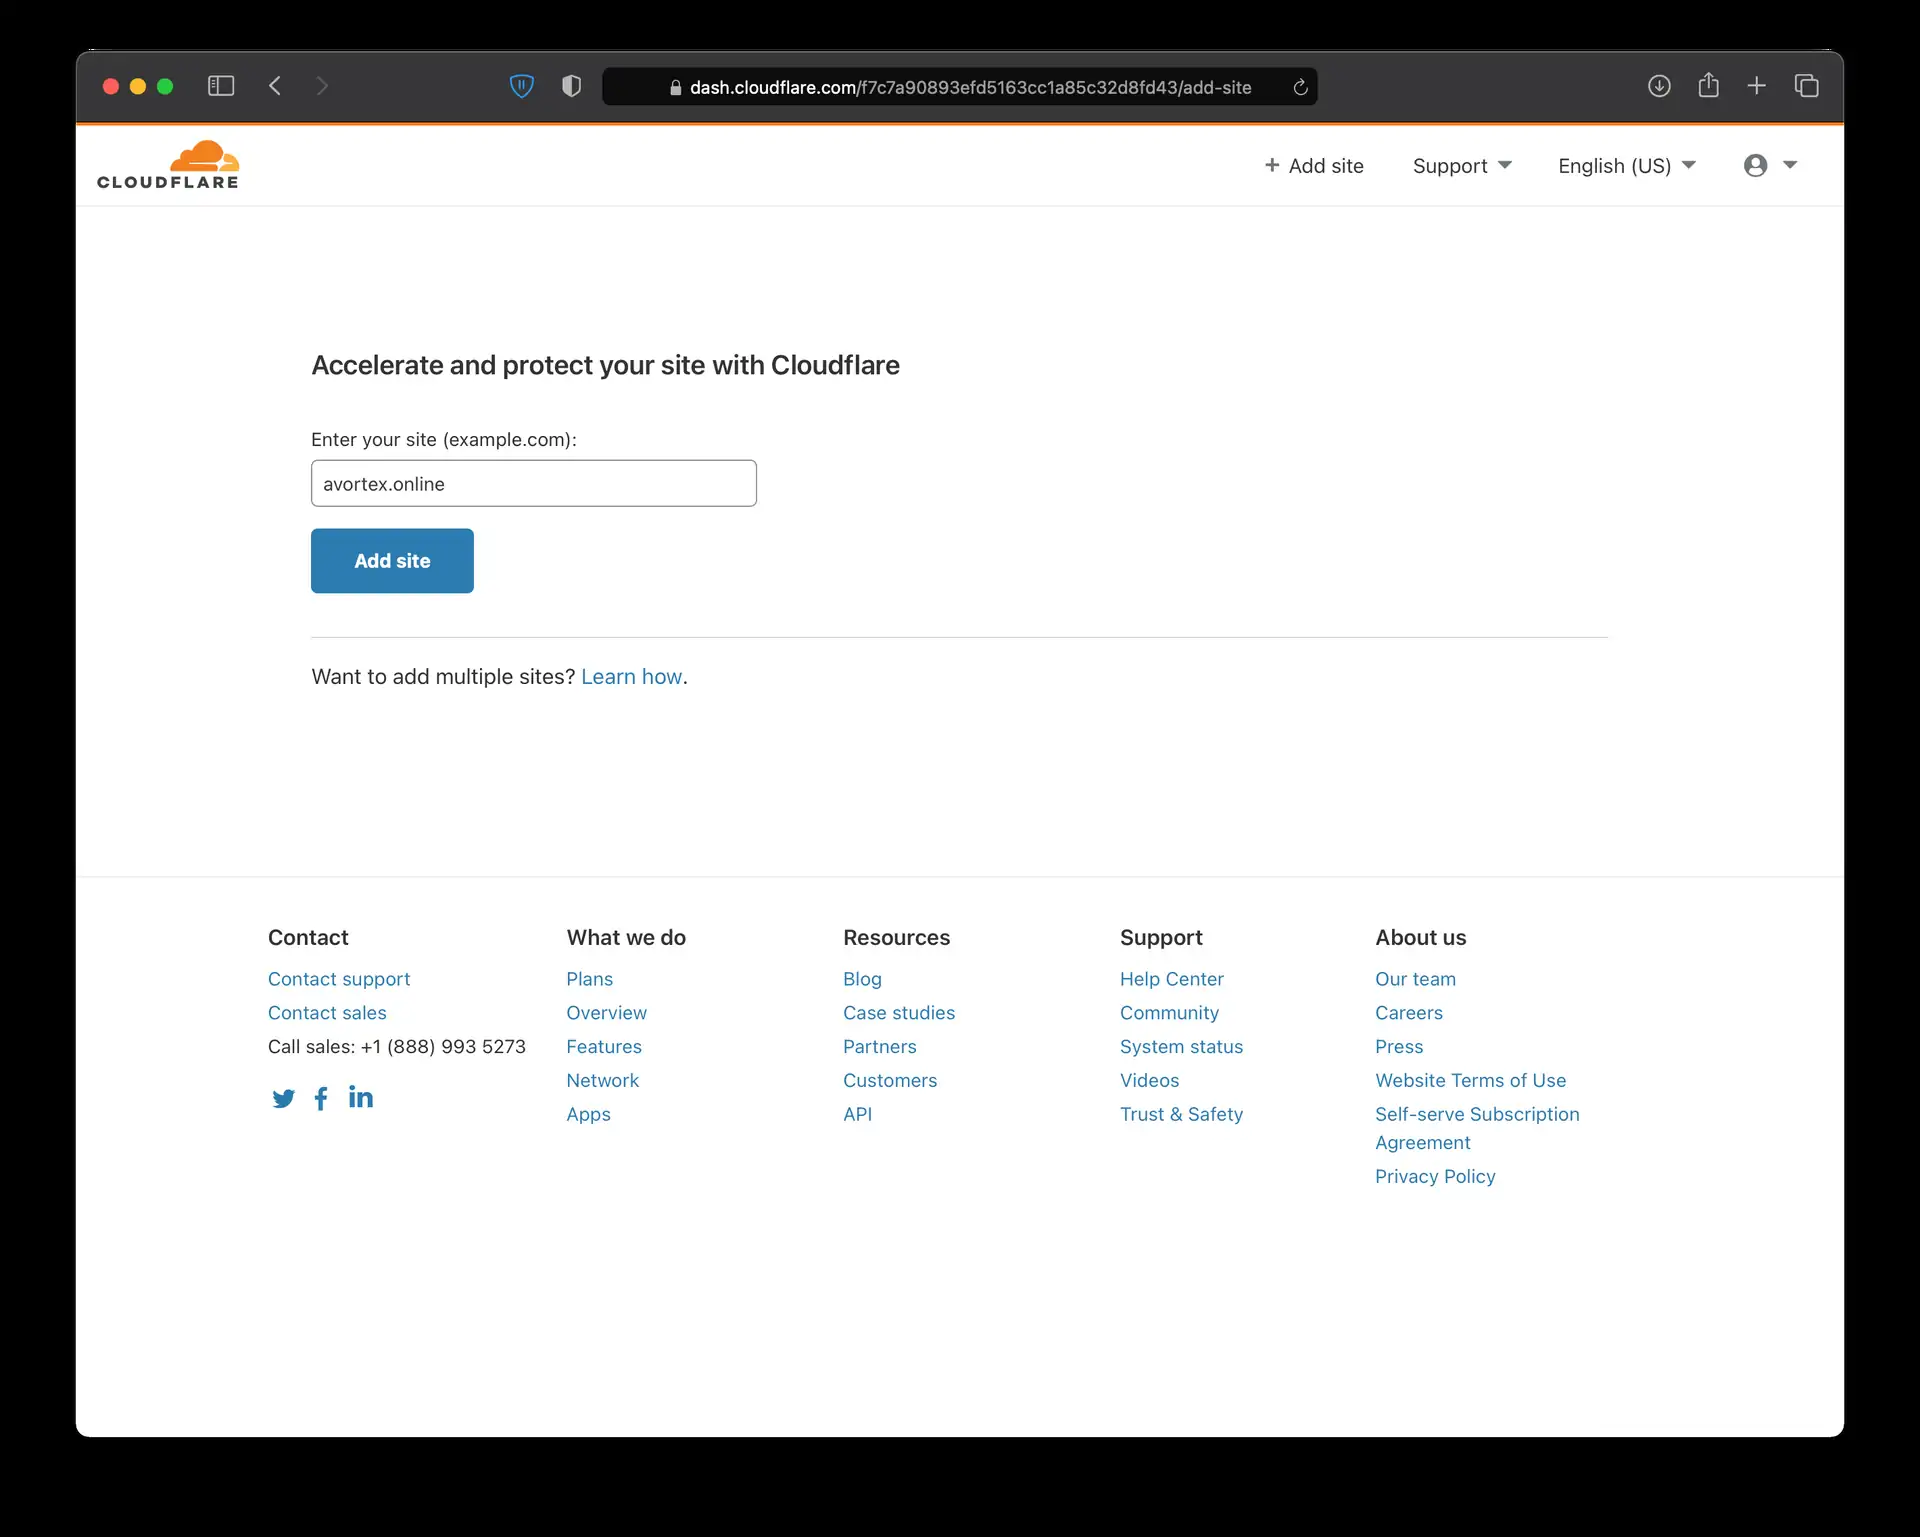 dash.cloudflare.com/f7c7a90893efd5163cc1a85c32d8fd43/add-site
CLOUDFLARE
+ Add site
Support
English (US)
Accelerate and protect your site with Cloudflare
Enter your site (example.com):
avortex.online
Add site
Want to add multiple sites? Learn how.
Contact
Contact support
Contact sales
Call sales: +1 (888) 993 5273
What we do
Plans
Overview
Features
Network
Apps
Resources
Blog
Case studies
Partners
Customers
API
Support
Help Center
Community
System status
Videos
Trust & Safety
About us
Our team
Careers
Press
Website Terms of Use
Self-serve Subscription
Agreement
Privacy Policy